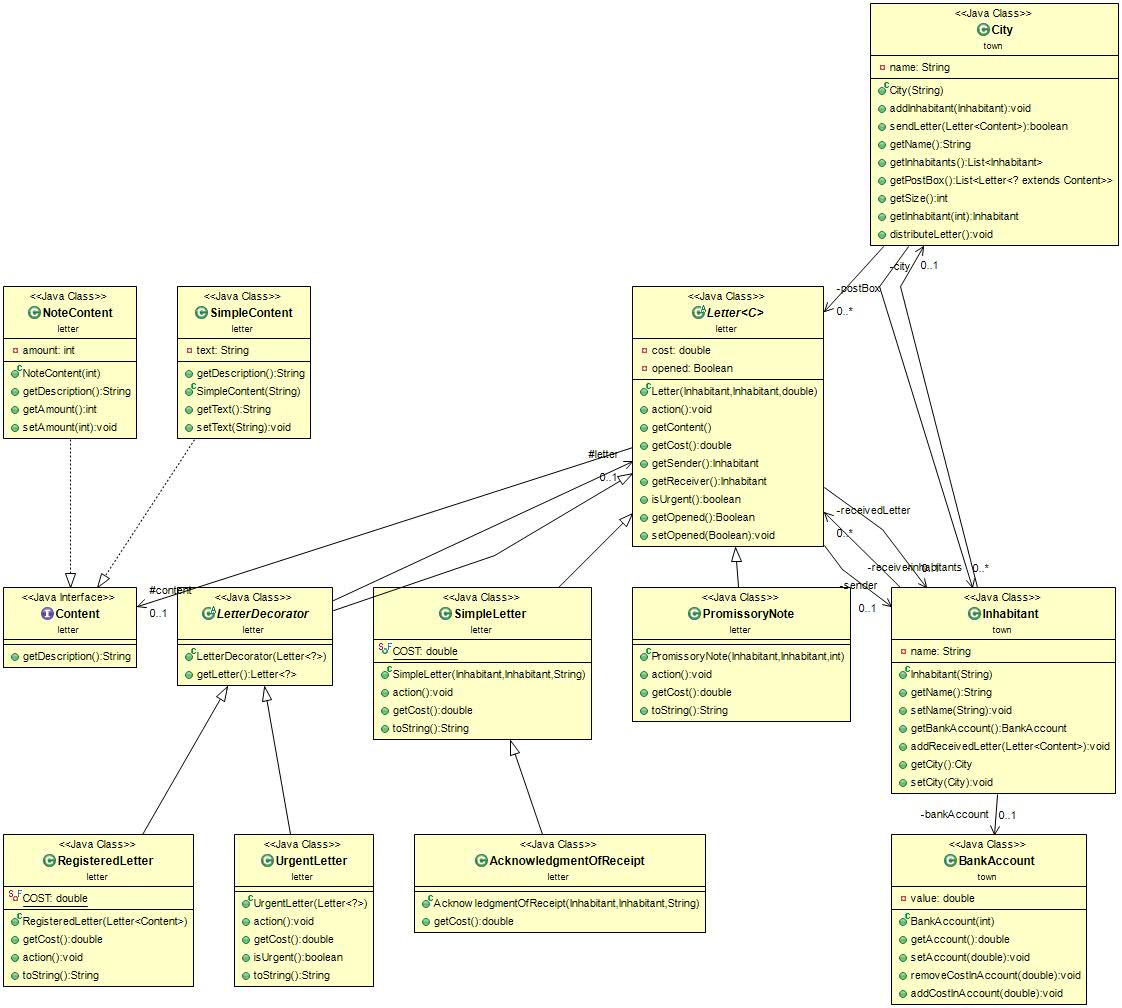 <<Java Class>>
City
town
name: String
City(String)
addInhabitant(Inhabitant):void
sendLetter(Letter<Content>):boolean
getName():String
getInhabitants():List<Inhabitant>
getPostBox():List<Letter<? extends Content>>
getSize():int
getInhabitant(int):Inhabitant
distributeLetter():void
-city
0..1
-postBox
0..*
<<Java Class>>
NoteContent
letter
amount: int
NoteContent(int)
getDescription():String
getAmount():int
setAmount(int):void
<<Java Class>>
SimpleContent
letter
text: String
getDescription():String
SimpleContent(String)
getText():String
setText(String):void
<<Java Class>>
Letter<C>
letter
cost: double
opened: Boolean
Letter(Inhabitant,Inhabitant,double)
action():void
getContent()
getCost():double
getSender():Inhabitant
getReceiver():Inhabitant
isUrgent():boolean
getOpened():Boolean
setOpened(Boolean):void
#letter
0..1
-receivedLetter
0..*
-receiver
0..1
-inhabitants
0..*
-sender
0..1
#content
0..1
<<Java Interface>>
Content
letter
getDescription():String
<<Java Class>>
LetterDecorator
letter
LetterDecorator(Letter<?>)
getLetter():Letter<?>
<<Java Class>>
SimpleLetter
letter
COST: double
SimpleLetter(Inhabitant,Inhabitant,String)
action():void
getCost():double
toString():String
<<Java Class>>
PromissoryNote
letter
PromissoryNote(Inhabitant,Inhabitant,int)
action():void
getCost():double
toString():String
<<Java Class>>
Inhabitant
town
name: String
Inhabitant(String)
getName():String
setName(String):void
getBankAccount():BankAccount
addReceivedLetter(Letter<Content>):void
getCity():City
setCity(City):void
-bankAccount
0..1
<<Java Class>>
RegisteredLetter
letter
COST: double
RegisteredLetter(Letter<Content>)
getCost():double
action():void
toString():String
<<Java Class>>
UrgentLetter
letter
UrgentLetter(Letter<?>)
action():void
getCost():double
isUrgent():boolean
toString():String
<<Java Class>>
AcknowledgmentOfReceipt
letter
AcknowledgmentOfReceipt(Inhabitant,Inhabitant,String)
getCost():double
<<Java Class>>
BankAccount
town
value: double
BankAccount(int)
getAccount():double
setAccount(double):void
removeCostInAccount(double):void
addCostInAccount(double):void